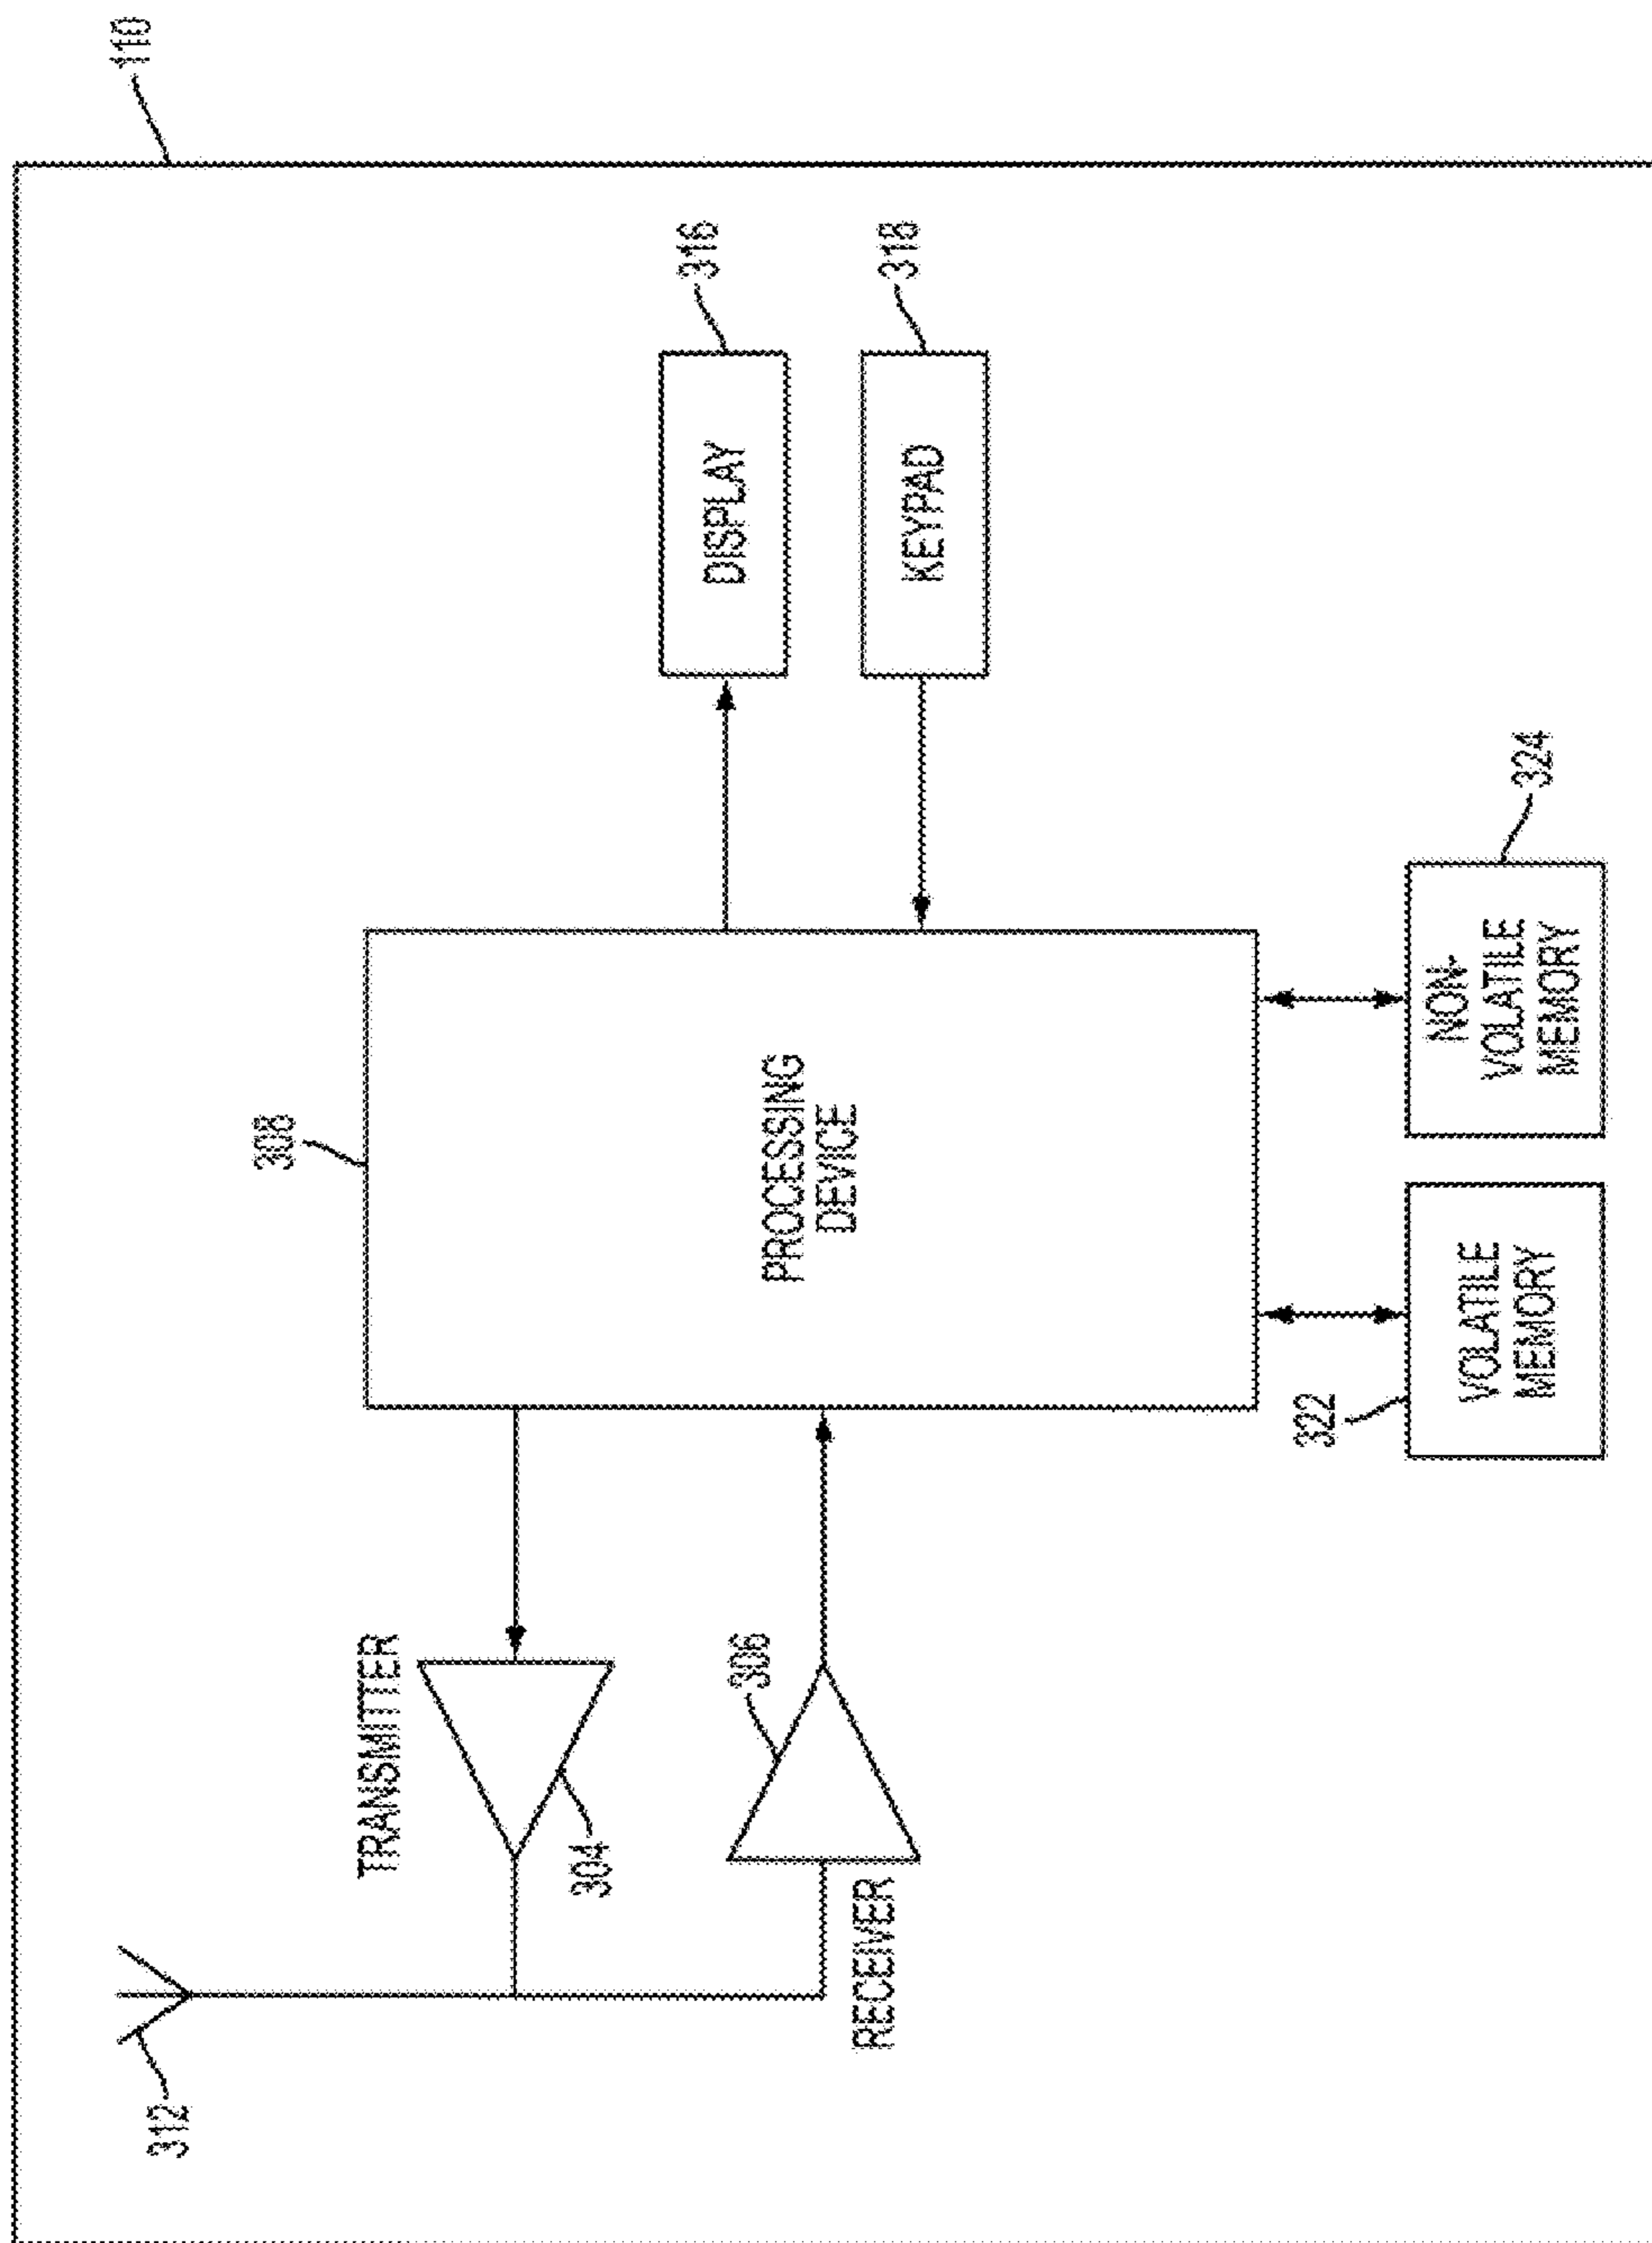 110
312
TRANSMITTER
304
308
306
RECEIVER
PROCESSING
DEVICE
DISPLAY
316
KEYPAD
318
322
VOLATILE
MEMORY
NON-
VOLATILE
MEMORY
324